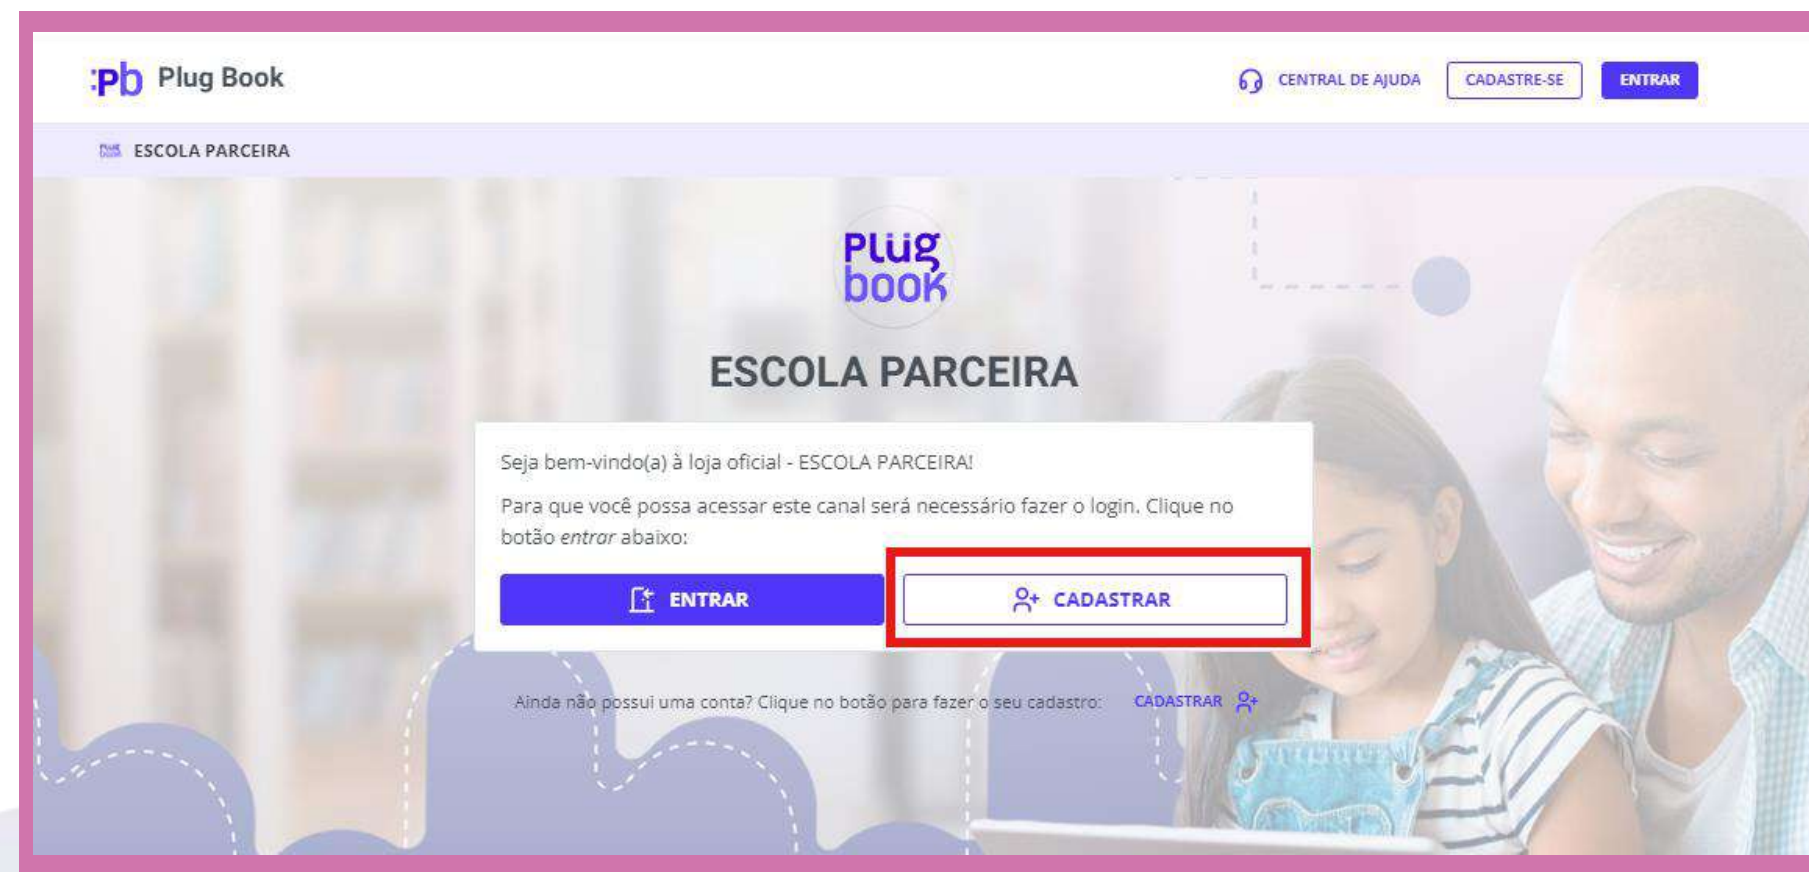 :Pb Plug Book
CENTRAL DE AJUDA
CADASTRE-SE
ENTRAR
Plug book ESCOLA PARCEIRA
Plüg
book
ESCOLA PARCEIRA
Seja bem-vindo(a) à loja oficial - ESCOLA PARCEIRA!
Para que você possa acessar este canal será necessário fazer o login. Clique no
botão entrar abaixo:
ENTRAR
CADASTRAR
Ainda não possui uma conta? Clique no botão para fazer o seu cadastro: CADASTRAR